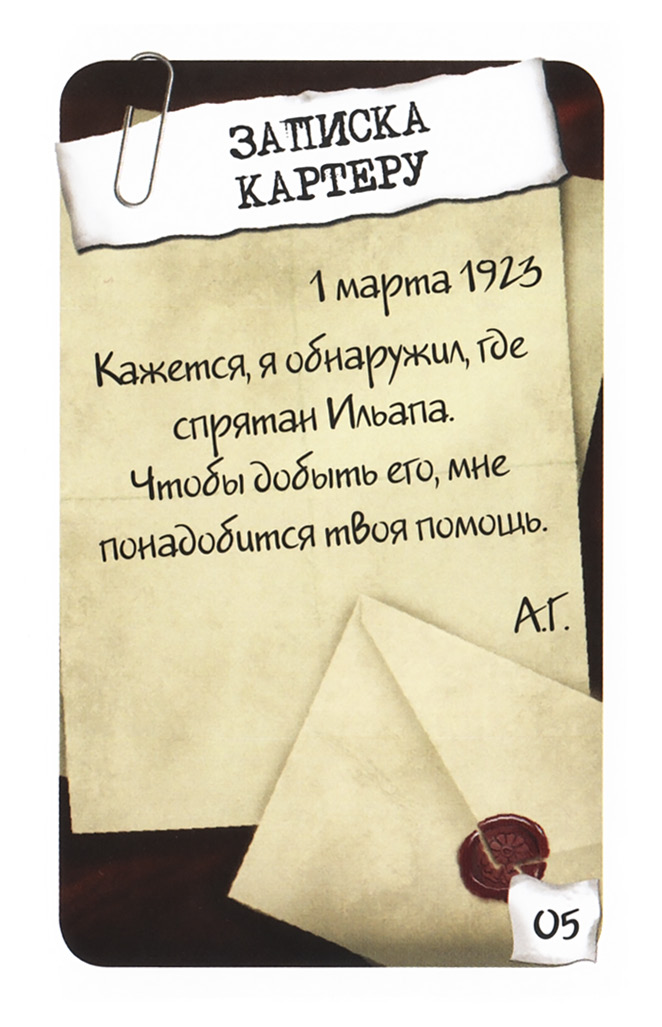 ЗАПИСКА
КАРТЕРУ
1 марта 1923
Кажется, я обнаружил, где
спрятан Ильапа.
Чтобы добыть его, мне
понадобится твоя помощь.
А.Г.
05